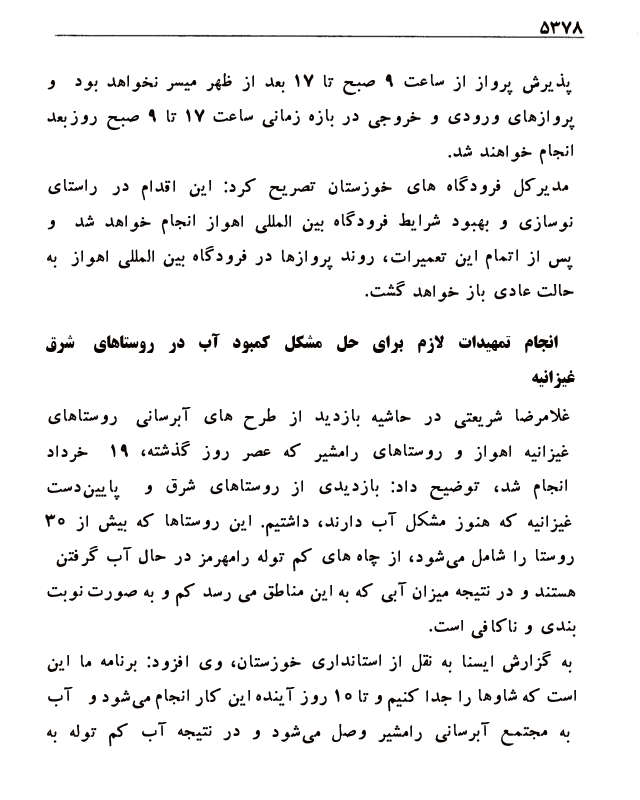 ۵۳۷۸
پذیرش پرواز از ساعت ۹ صبح تا ۱۷ بعد از ظهر میسر نخواهد بود و
پروازهای ورودی و خروجی در بازه زمانی ساعت ۱۷ تا ۹ صبح روزبعد
انجام خواهند شد.
مدیرکل فرودگاه های خوزستان تصریح کرد: این اقدام در راستای
نوسازی و بهبود شرایط فرودگاه بین المللی اهواز انجام خواهد شد و
پس از اتمام این تعمیرات، روند پروازها در فرودگاه بین المللی اهواز به
حالت عادی باز خواهد گشت.
انجام تمهیدات لازم برای حل مشکل کمبود آب در روستاهای شرق
غیزانیه
غلامرضا شریعتی در حاشیه بازدید از طرح های آبرسانی روستاهای
غیزانیه اهواز و روستاهای رامشیر که عصر روز گذشته، ۱۹ خرداد
انجام شد، توضیح داد: بازدیدی از روستاهای شرق و پایین‌دست
غیزانیه که هنوز مشکل آب دارند، داشتیم. این روستاها که بیش از ۳۰
روستا را شامل می‌شود، از چاه های کم توله رامهرمز در حال آب گرفتن
هستند و در نتیجه میزان آبی که به این مناطق می رسد کم و به صورت نوبت
بندی و ناکافی است.
به گزارش ایسنا به نقل از استانداری خوزستان، وی افزود: برنامه ما این
است که شاوها را جدا کنیم و تا ۱۰ روز آینده این کار انجام می‌شود و آب
به مجتمع آبرسانی رامشیر وصل می‌شود و در نتیجه آب کم توله به